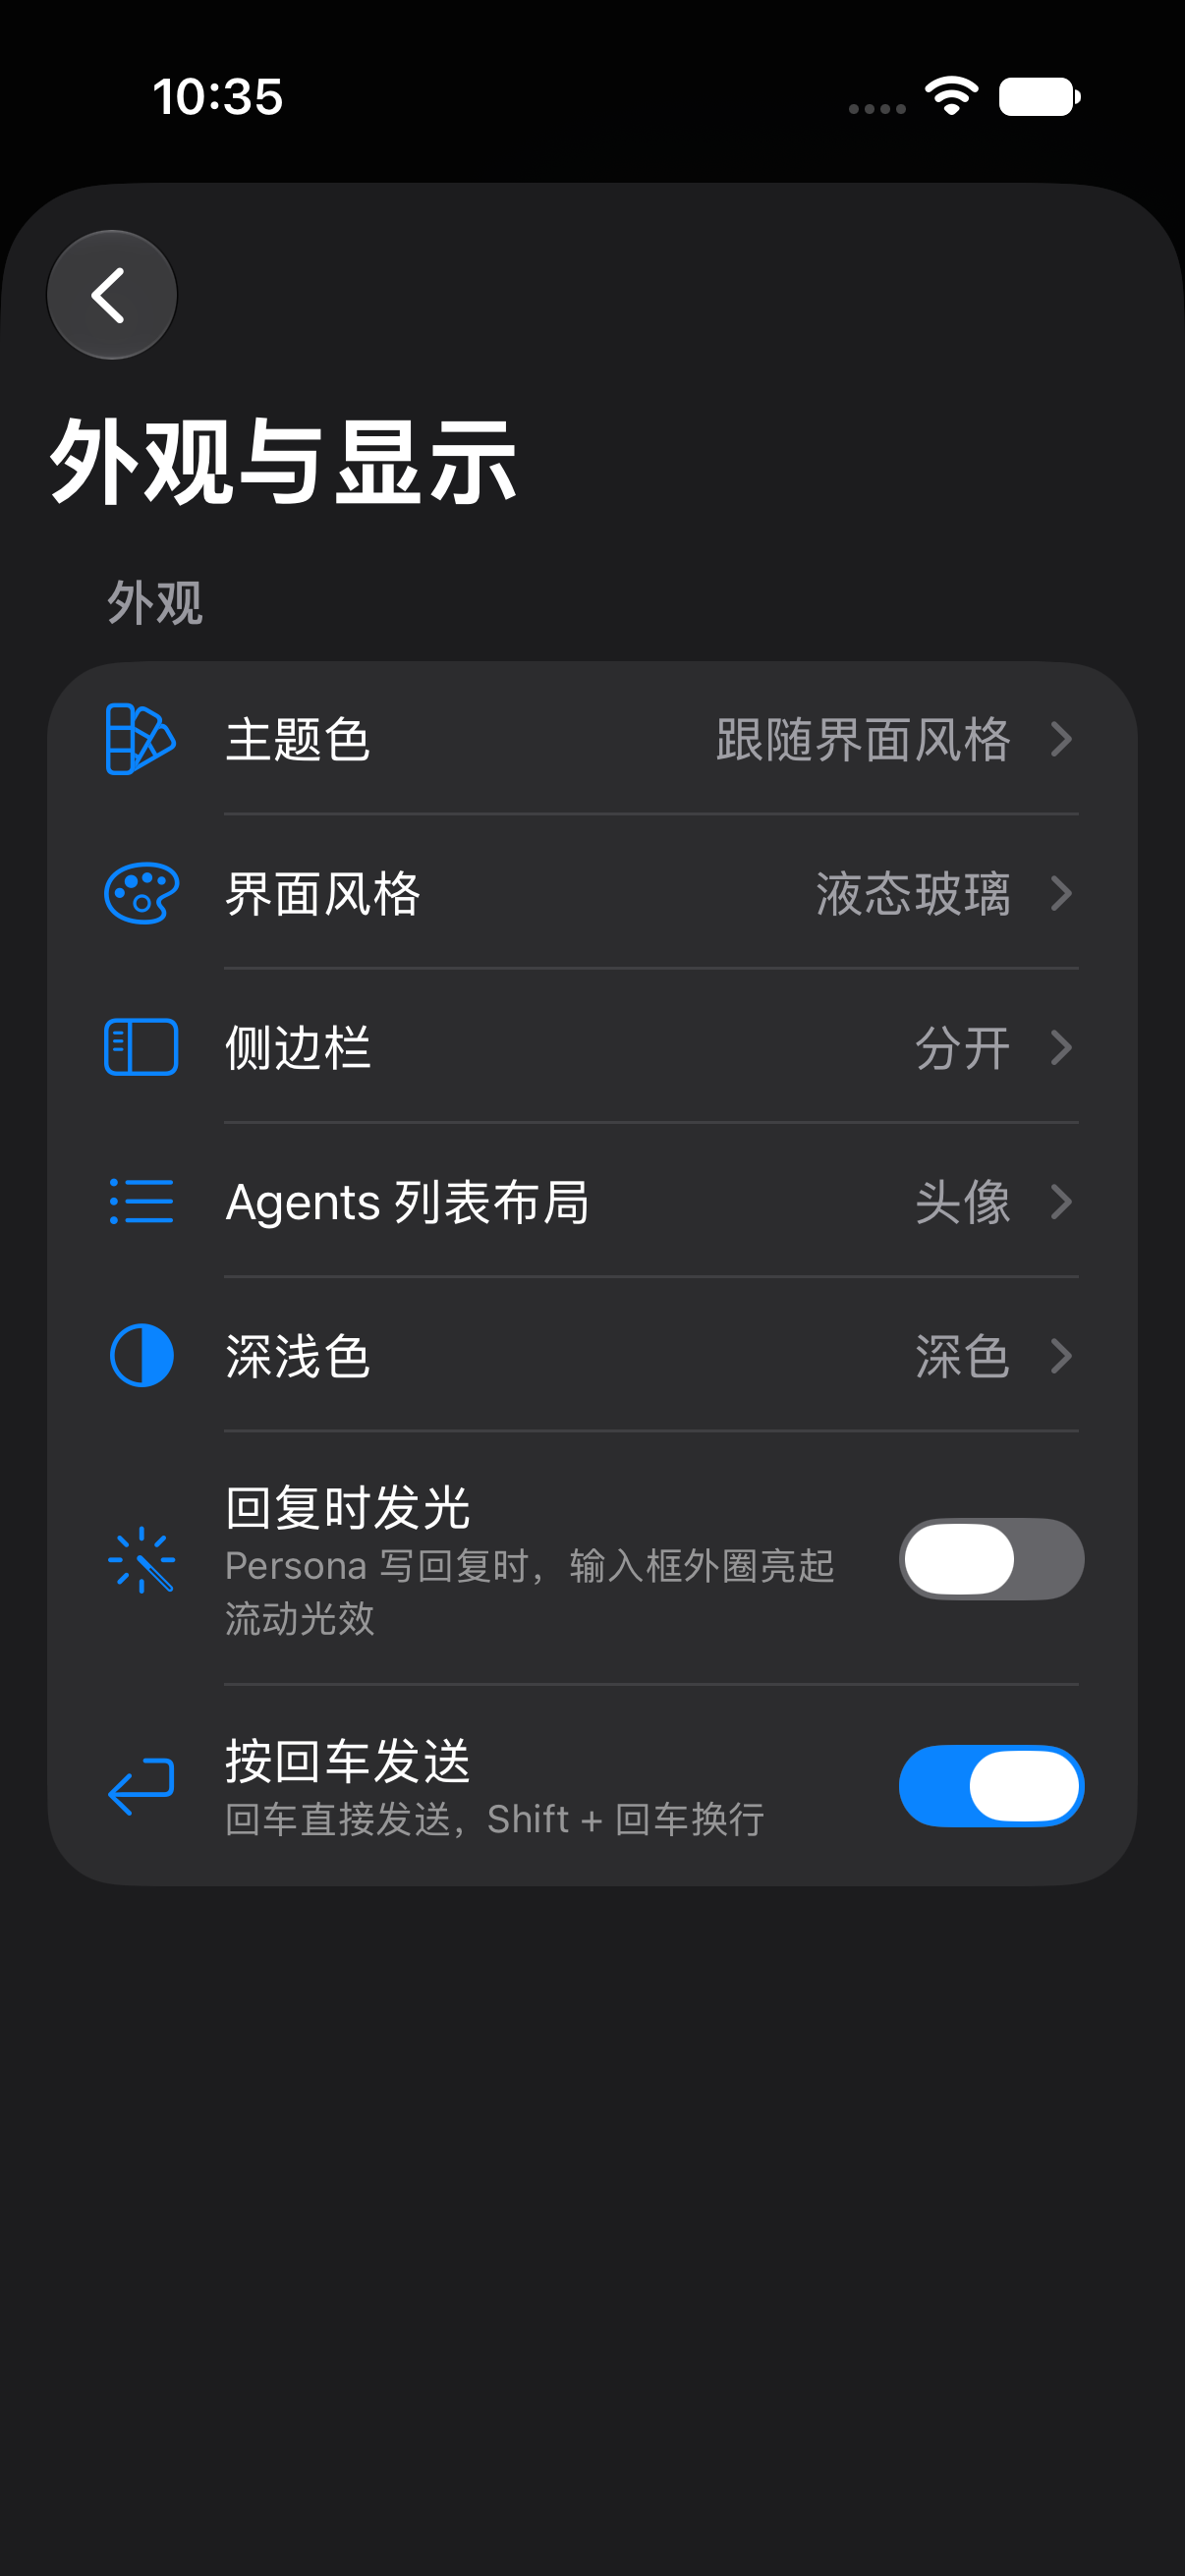 10:35
外观与显示
外观
主题色 跟随界面风格
界面风格 液态玻璃
侧边栏 分开
Agents 列表布局 头像
深浅色 深色
回复时发光
Persona 写回复时，输入框外圈亮起
流动光效
按回车发送
回车直接发送，Shift + 回车换行